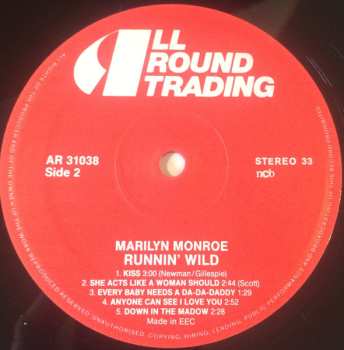 ALL
ROUND
TRADING
AR 31038
Side 2
STEREO 33
ncb
MARILYN MONROE
RUNNIN' WILD
1. KISS 3:00 (Newman/Gillespie)
2. SHE ACTS LIKE A WOMAN SHOULD 2:44 (Scott)
3. EVERY BABY NEEDS A DA-DA-DADDY 1:29
4. ANYONE CAN SEE I LOVE YOU 2:52
5. DOWN IN THE MADOW 2:26
Made in EEC